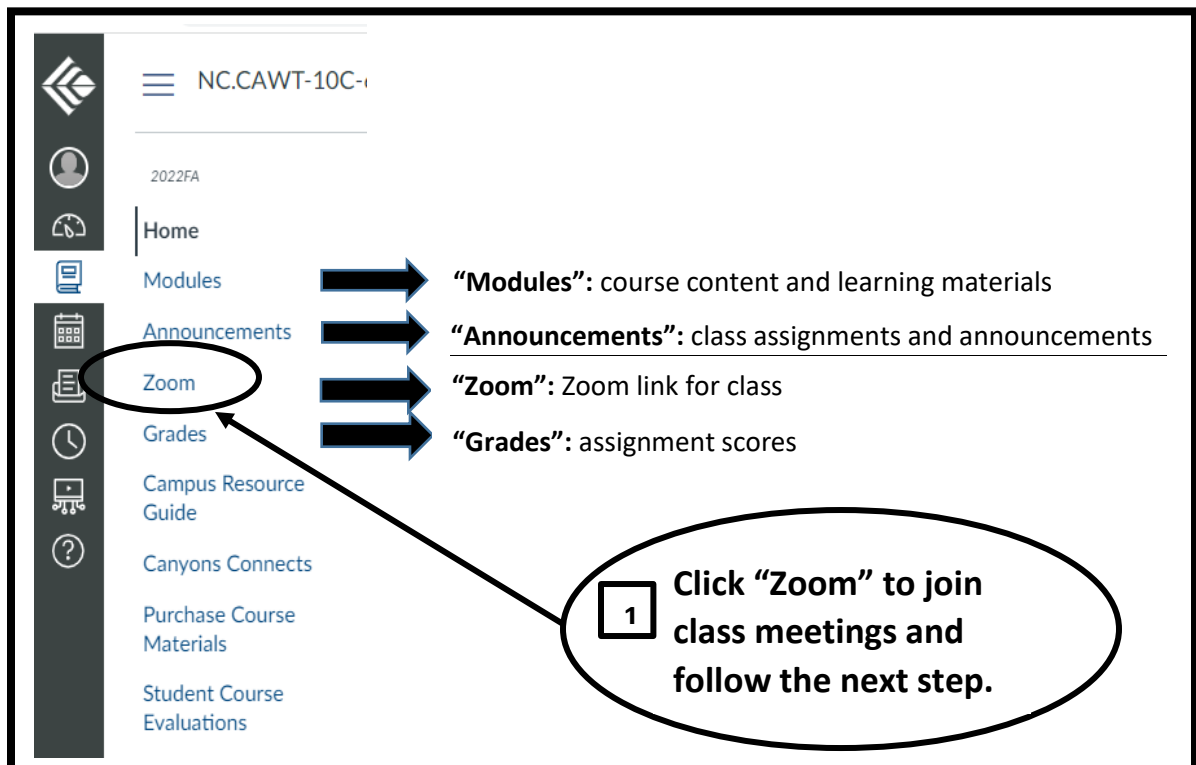 NC.CAWT-10C-
2022FA
Home
Modules
"Modules": course content and learning materials
Announcements
"Announcements": class assignments and announcements
Zoom
"Zoom": Zoom link for class
Grades
"Grades": assignment scores
Campus Resource
Guide
Canyons Connects
Purchase Course
Materials
Student Course
Evaluations
1
Click "Zoom" to join
class meetings and
follow the next step.